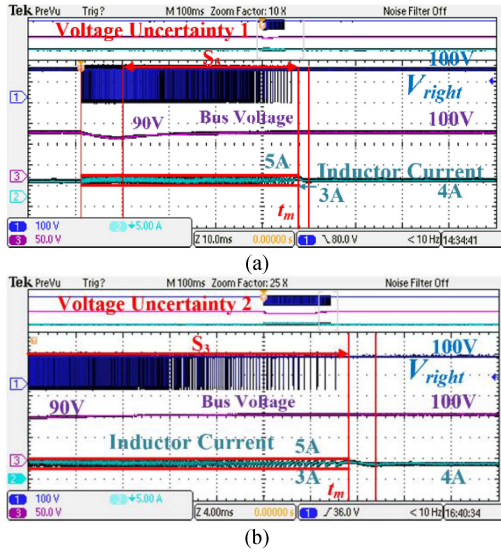 Tek PreVu Trig? M 100ms Zoom Factor: 10 X Noise Filter Off
Voltage Uncertainty 1
100V
1
V_right
90V
Bus Voltage
100V
5A
3
Inductor Current
3A
4A
t_m
1 100 V 2 5.00 A Z 10.0ms 0.00000 s 1 80.0 V < 10 Hz 14:34:41
3 50.0 V
(a)
Tek PreVu Trig? M 100ms Zoom Factor: 25 X Noise Filter Off
Voltage Uncertainty 2
S3
100V
1
V_right
90V
Bus Voltage
100V
Inductor Current
5A
3
3A
4A
2
t_m
1 100 V 2 5.00 A Z 4.00ms 0.00000 s 1 36.0 V < 10 Hz 16:40:34
3 50.0 V
(b)